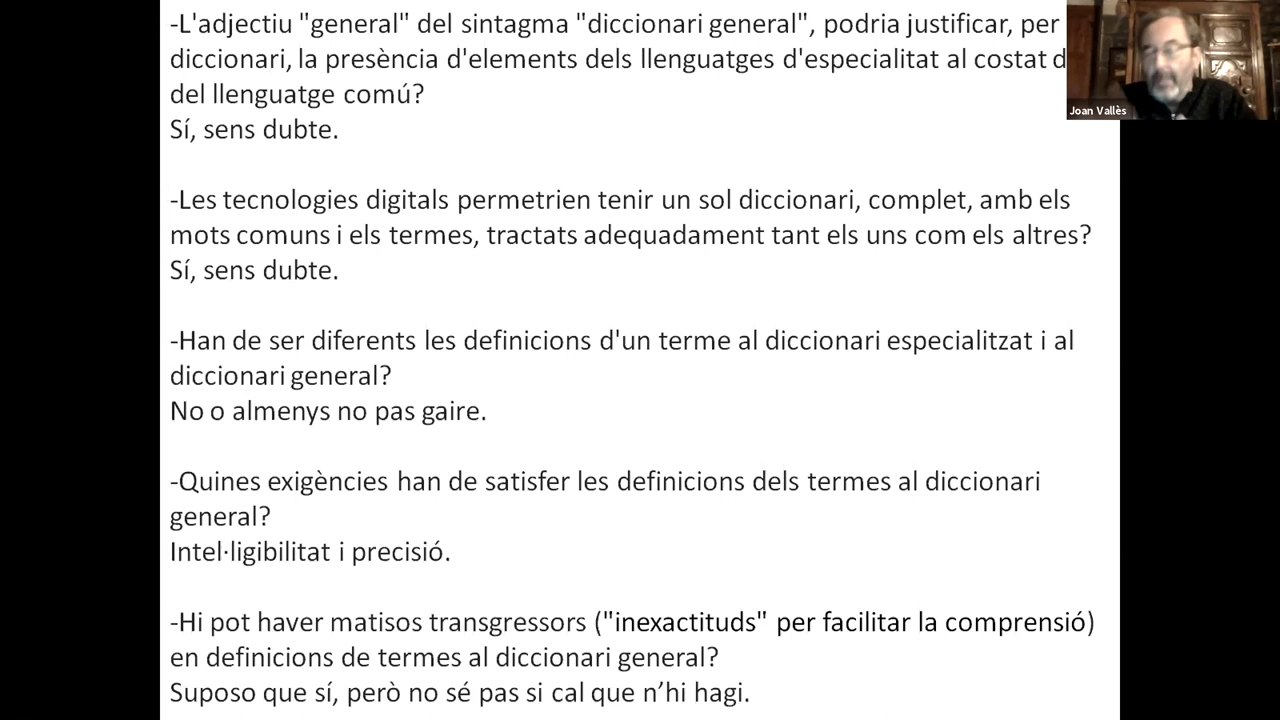 -L'adjectiu "general" del sintagma "diccionari general", podria justificar, per
diccionari, la presència d'elements dels llenguatges d'especialitat al costat d
del llenguatge comú?
Sí, sens dubte.
-Les tecnologies digitals permetrien tenir un sol diccionari, complet, amb els
mots comuns i els termes, tractats adequadament tant els uns com els altres?
Sí, sens dubte.
-Han de ser diferents les definicions d'un terme al diccionari especialitzat i al
diccionari general?
No o almenys no pas gaire.
-Quines exigències han de satisfer les definicions dels termes al diccionari
general?
Intel·ligibilitat i precisió.
-Hi pot haver matisos transgressors ("inexactituds" per facilitar la comprensió)
en definicions de termes al diccionari general?
Suposo que sí, però no sé pas si cal que n’hi hagi.
Joan Vallès